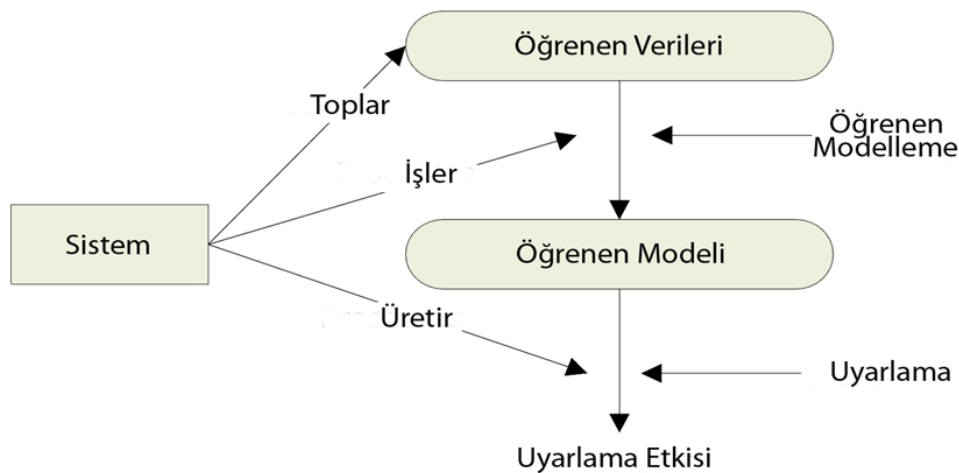 Öğrenen Verileri
Toplar
Öğrenen
Modelleme
İşler
Sistem
Öğrenen Modeli
Üretir
Uyarlama
Uyarlama Etkisi